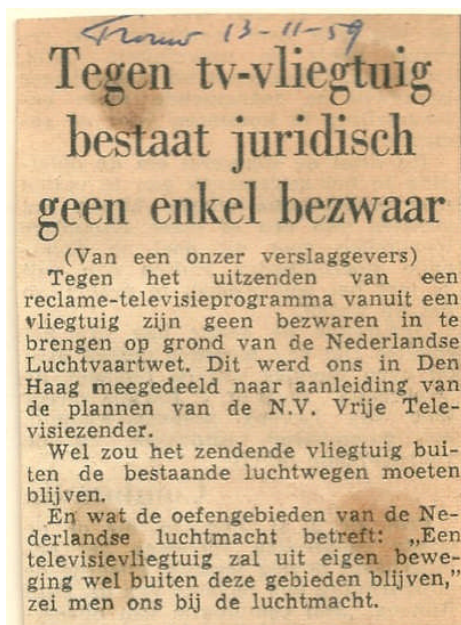 Trouw 13-11-59
Tegen tv-vliegtuig
bestaat juridisch
geen enkel bezwaar
(Van een onzer verslaggevers)
Tegen het uitzenden van een
reclame-televisieprogramma vanuit een
vliegtuig zijn geen bezwaren in te
brengen op grond van de Nederlandse
Luchtvaartwet. Dit werd ons in Den
Haag meegedeeld naar aanleiding van
de plannen van de N.V. Vrije Tele-
visiezender.
Wel zou het zendende vliegtuig bui-
ten de bestaande luchtwegen moeten
blijven.
En wat de oefengebieden van de Ne-
derlandse luchtmacht betreft: „Een
televisievliegtuig zal uit eigen bewe-
ging wel buiten deze gebieden blijven,”
zei men ons bij de luchtmacht.